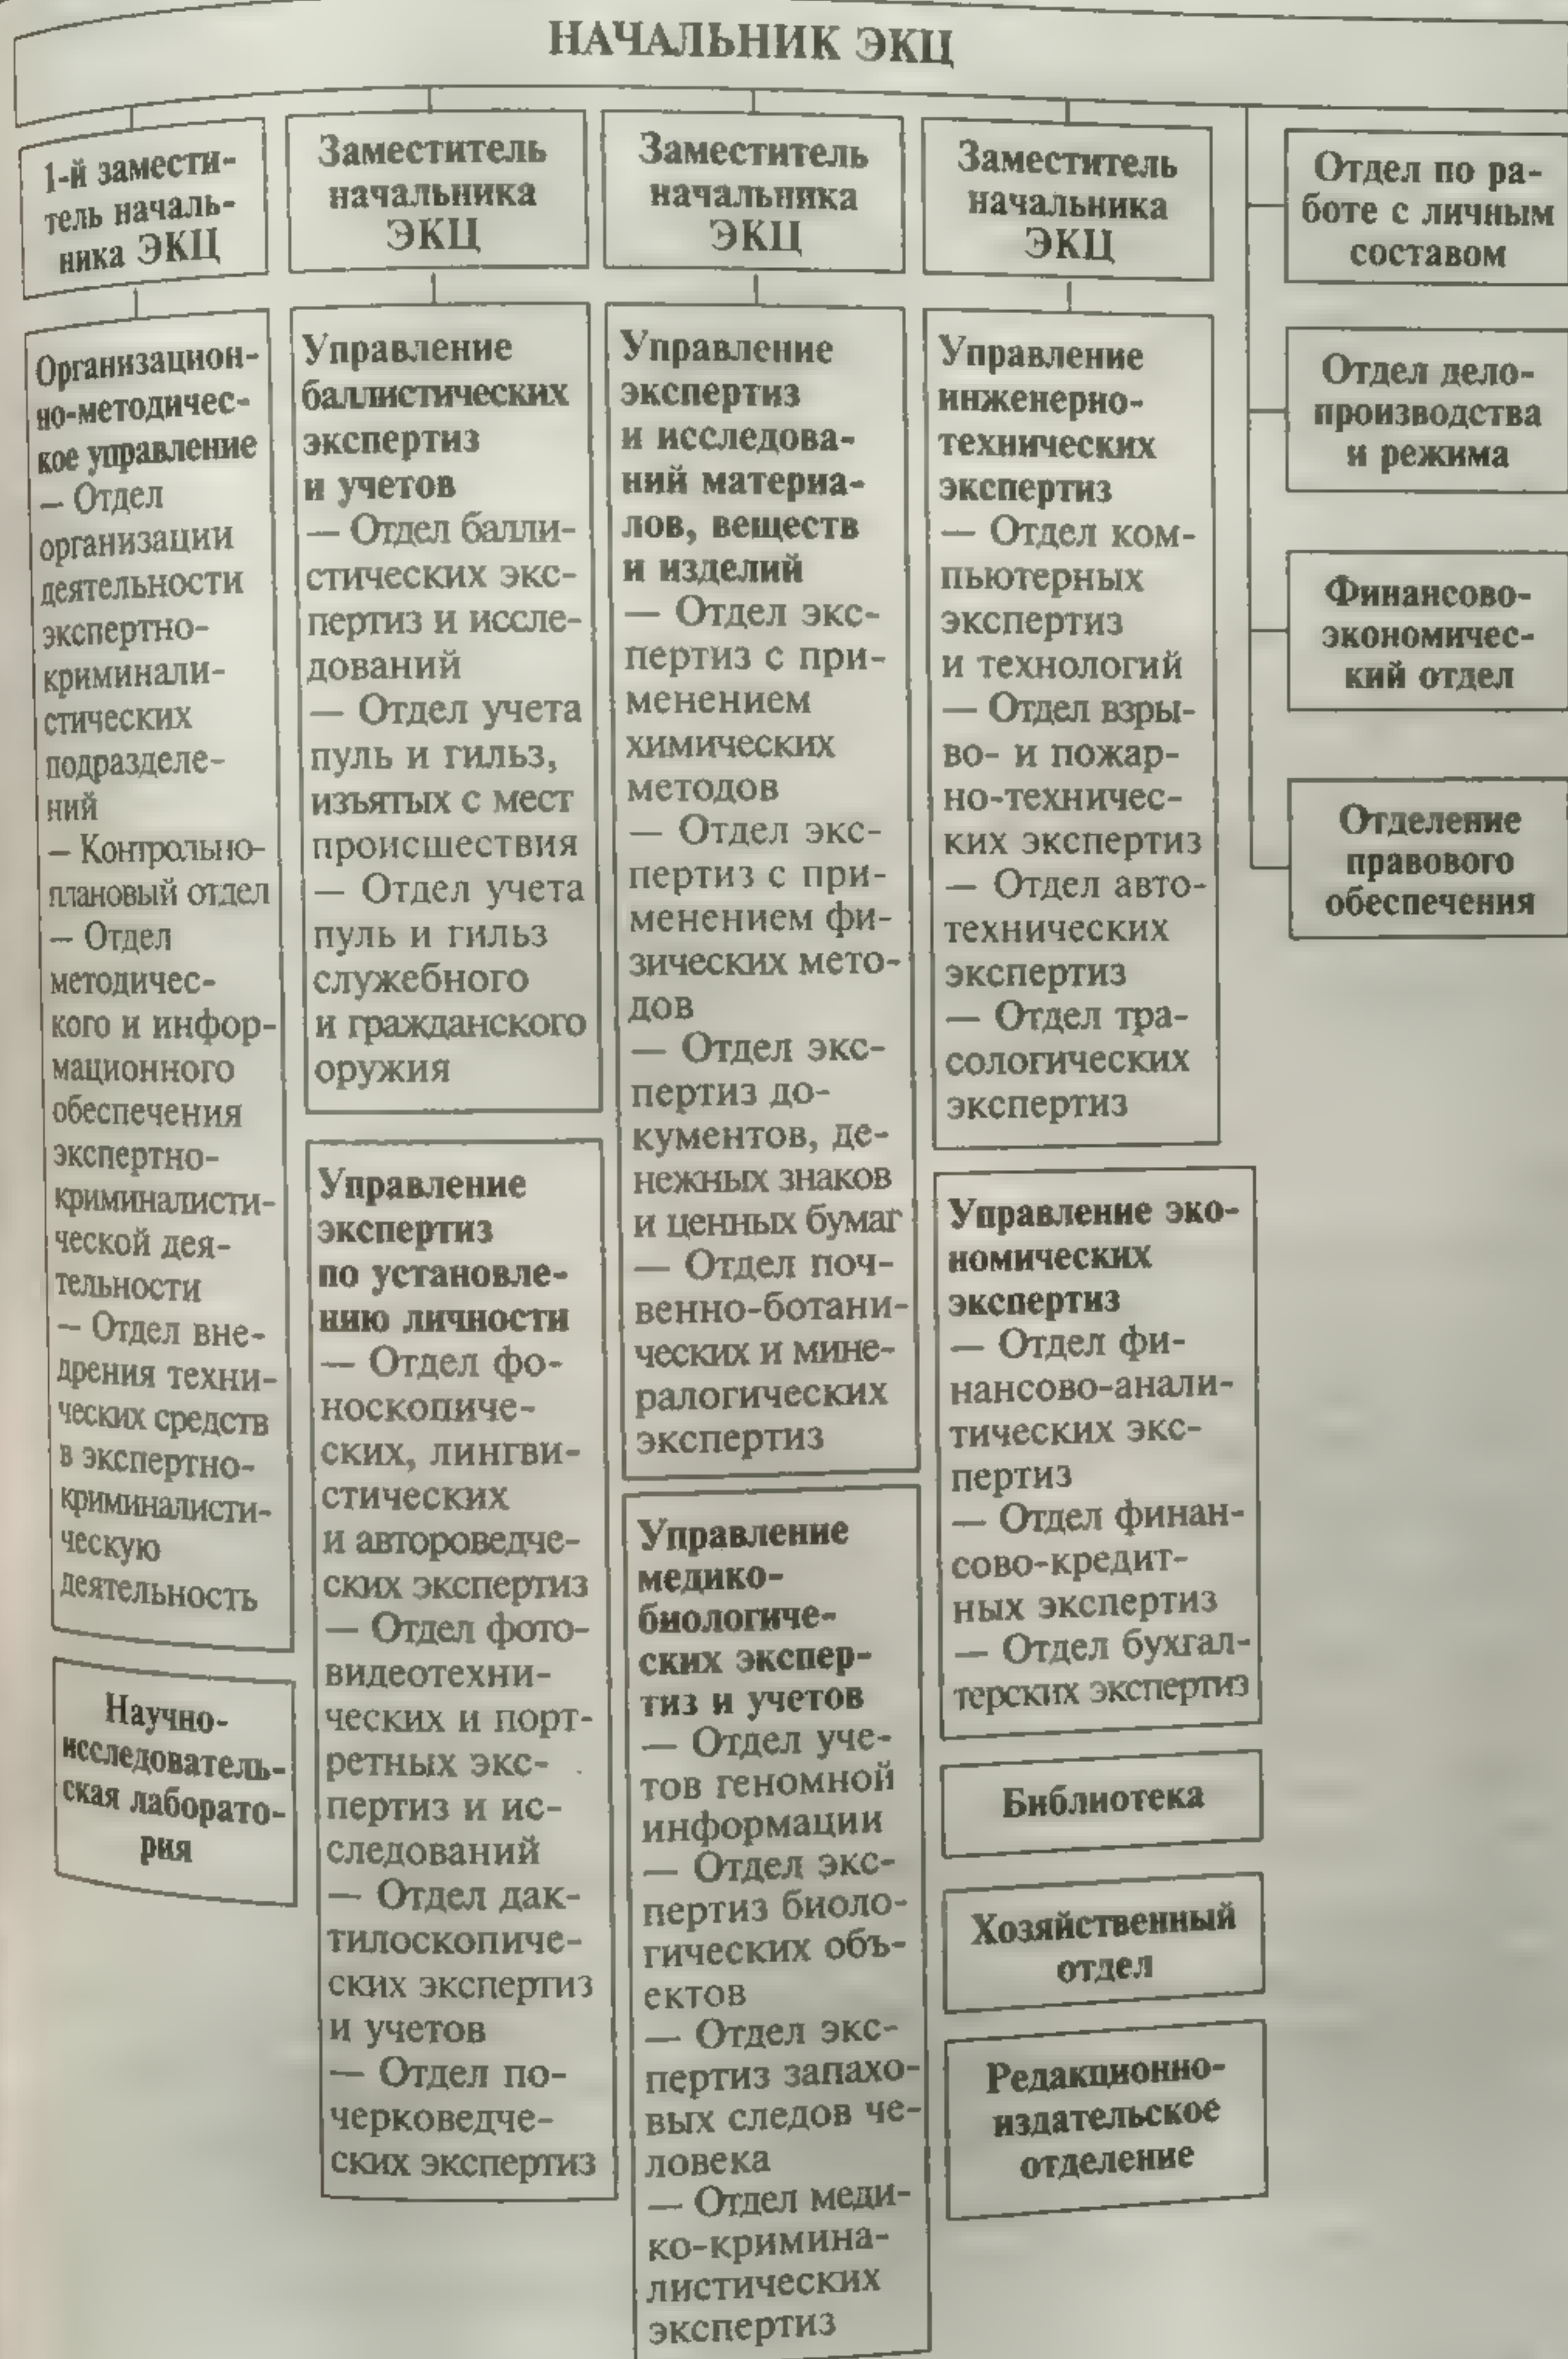 НАЧАЛЬНИК ЭКЦ
1-й замести-
тель началь-
ника ЭКЦ
Организацион-
но-методичес-
кое управление
– Отдел
организации
деятельности
экспертно-
криминали-
стических
подразделе-
ний
– Контрольно-
плановый отдел
– Отдел
методичес-
кого и инфор-
мационного
обеспечения
экспертно-
криминалисти-
ческой дея-
тельности
– Отдел вне-
дрения техни-
ческих средств
в экспертно-
криминалисти-
ческую
деятельность
Научно-
исследователь-
ская лаборато-
рия
Заместитель
начальника
ЭКЦ
Управление
баллистических
экспертиз
и учетов
— Отдел балли-
стических экс-
пертиз и иссле-
дований
— Отдел учета
пуль и гильз,
изъятых с мест
происшествия
— Отдел учета
пуль и гильз
служебного
и гражданского
оружия
Управление
экспертиз
по установле-
нию личности
— Отдел фо-
носкопиче-
ских, лингви-
стических
и автороведче-
ских экспертиз
— Отдел фото-
видеотехни-
ческих и порт-
ретных экс-
пертиз и ис-
следований
— Отдел дак-
тилоскопиче-
ских экспертиз
и учетов
— Отдел по-
черковедче-
ских экспертиз
Заместитель
начальника
ЭКЦ
Управление
экспертиз
и исследова-
ний материа-
лов, веществ
и изделий
— Отдел экс-
пертиз с при-
менением
химических
методов
— Отдел экс-
пертиз с при-
менением фи-
зических мето-
дов
— Отдел экс-
пертиз до-
кументов, де-
нежных знаков
и ценных бумаг
— Отдел поч-
венно-ботани-
ческих и мине-
ралогических
экспертиз
Управление
медико-
биологиче-
ских экспер-
тиз и учетов
— Отдел уче-
тов геномной
информации
— Отдел экс-
пертиз биоло-
гических объ-
ектов
— Отдел экс-
пертиз запахо-
вых следов че-
ловека
— Отдел меди-
ко-кримина-
листических
экспертиз
Заместитель
начальника
ЭКЦ
Управление
инженерно-
технических
экспертиз
— Отдел ком-
пьютерных
экспертиз
и технологий
— Отдел взры-
во- и пожар-
но-техничес-
ких экспертиз
— Отдел авто-
технических
экспертиз
— Отдел тра-
сологических
экспертиз
Управление эко-
номических
экспертиз
— Отдел фи-
нансово-анали-
тических экс-
пертиз
— Отдел финан-
сово-кредит-
ных экспертиз
— Отдел бухгал-
терских экспертиз
Библиотека
Хозяйственный
отдел
Редакционно-
издательское
отделение
Отдел по ра-
боте с личным
составом
Отдел дело-
производства
и режима
Финансово-
экономичес-
кий отдел
Отделение
правового
обеспечения